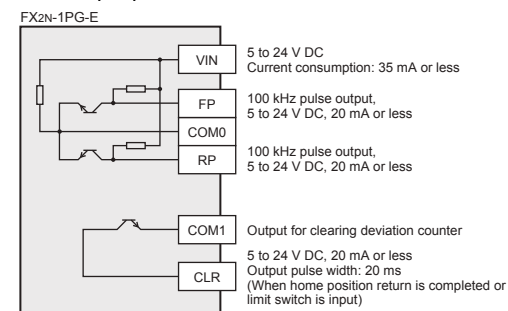 FX2N-1PG-E
VIN
5 to 24 V DC
Current consumption: 35 mA or less
FP
100 kHz pulse output,
5 to 24 V DC, 20 mA or less
COM0
RP
100 kHz pulse output,
5 to 24 V DC, 20 mA or less
COM1
Output for clearing deviation counter
CLR
5 to 24 V DC, 20 mA or less
Output pulse width: 20 ms
(When home position return is completed or
limit switch is input)